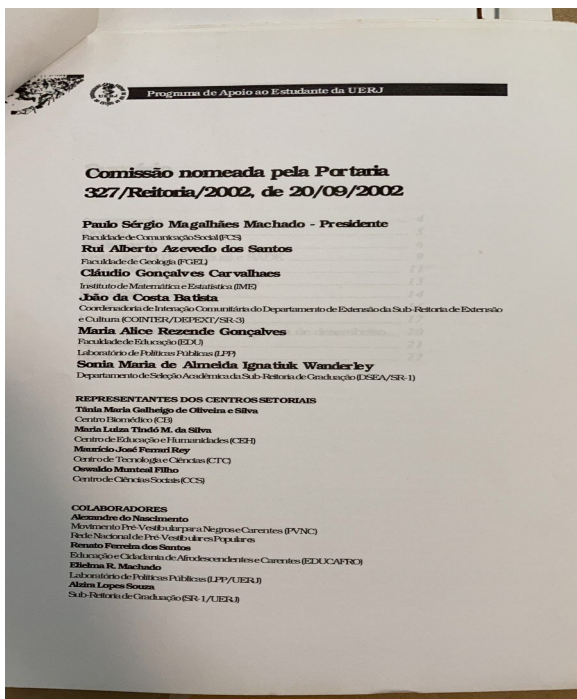 Programa de Apoio ao Estudante da UERJ
Comissão nomeada pela Portaria
327/Reitoria/2002, de 20/09/2002
Paulo Sérgio Magalhães Machado - Presidente
Faculdade de Comunicação Social (FCS)
Rui Alberto Azevedo dos Santos
Faculdade de Geologia (FGEL)
Cláudio Gonçalves Carvalhaes
Instituto de Matemática e Estatística (IME)
João da Costa Batista
Coordenadoria de Interação Comunitária do Departamento de Extensão da Sub-Reitoria de Extensão
e Cultura (COINTER/DEPEXT/SR-3)
Maria Alice Rezende Gonçalves
Faculdade de Educação (EDU)
Laboratório de Políticas Públicas (LPP)
Sonia Maria de Almeida Ignatiuk Wanderley
Departamento de Seleção Acadêmica da Sub-Reitoria de Graduação (DSEA/SR-1)
REPRESENTANTES DOS CENTROS SETORIAIS
Tânia Maria Galheigo de Oliveira e Silva
Centro Biomédico (CB)
Maria Luiza Tindó M. da Silva
Centro de Educação e Humanidades (CEH)
Maurício José Ferrari Rey
Centro de Tecnologia e Ciências (CTC)
Oswaldo Munteal Filho
Centro de Ciências Sociais (CCS)
COLABORADORES
Alexandre do Nascimento
Movimento Pré-Vestibular para Negros e Carentes (PVNC)
Rede Nacional de Pré-Vestibulares Populares
Renato Ferreira dos Santos
Educação e Cidadania de Afrodescendentes e Carentes (EDUCAFRO)
Elielma R. Machado
Laboratório de Políticas Públicas (LPP/UERJ)
Alzira Lopes Souza
Sub-Reitoria de Graduação (SR-1/UERJ)